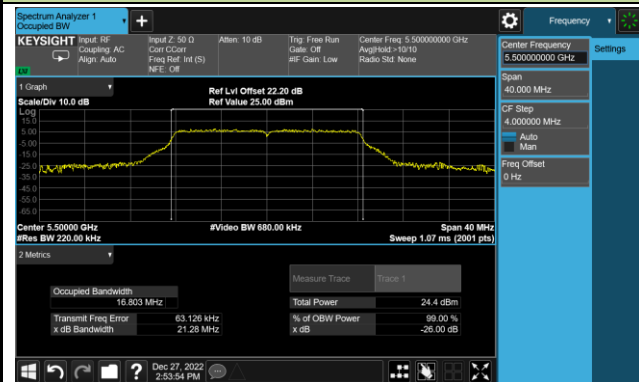 Spectrum Analyzer 1
Occupied BW
+
Frequency
KEYSIGHT
Input: RF
Coupling: AC
Align: Auto
Input Z: 50 Ω
Corr CCorr
Freq Ref: Int (S)
NFE: Off
Atten: 10 dB
Trig: Free Run
Gate: Off
#IF Gain: Low
Center Freq: 5.500000000 GHz
Avg|Hold:>10/10
Radio Std: None
Center Frequency
5.500000000 GHz
Settings
Span
40.000 MHz
CF Step
4.000000 MHz
Auto
Man
Freq Offset
0 Hz
1 Graph
Scale/Div 10.0 dB
Ref Lvl Offset 22.20 dB
Ref Value 25.00 dBm
Log
15.0
5.00
-5.00
-15.0
-25.0
-35.0
-45.0
-55.0
-65.0
Center 5.50000 GHz
#Video BW 680.00 kHz
Span 40 MHz
#Res BW 220.00 kHz
Sweep 1.07 ms (2001 pts)
2 Metrics
Measure Trace
Trace 1
Occupied Bandwidth
16.803 MHz
Total Power
24.4 dBm
Transmit Freq Error
63.126 kHz
% of OBW Power
99.00 %
x dB Bandwidth
21.28 MHz
x dB
-26.00 dB
?
Dec 27, 2022
2:53:54 PM